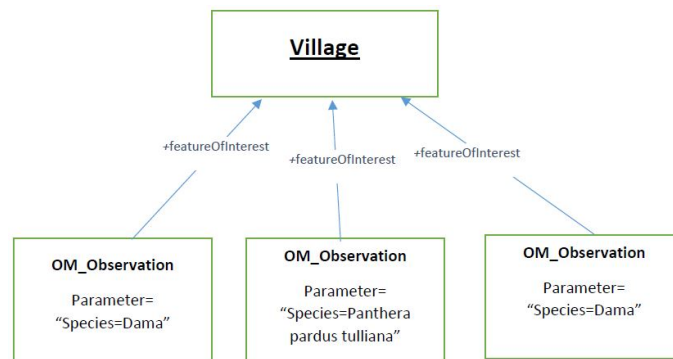 Village
+featureOfInterest
+featureOfInterest
+featureOfInterest
OM_Observation
Parameter=
“Species=Dama”
OM_Observation
Parameter=
“Species=Panthera
pardus tulliana”
OM_Observation
Parameter=
“Species=Dama”